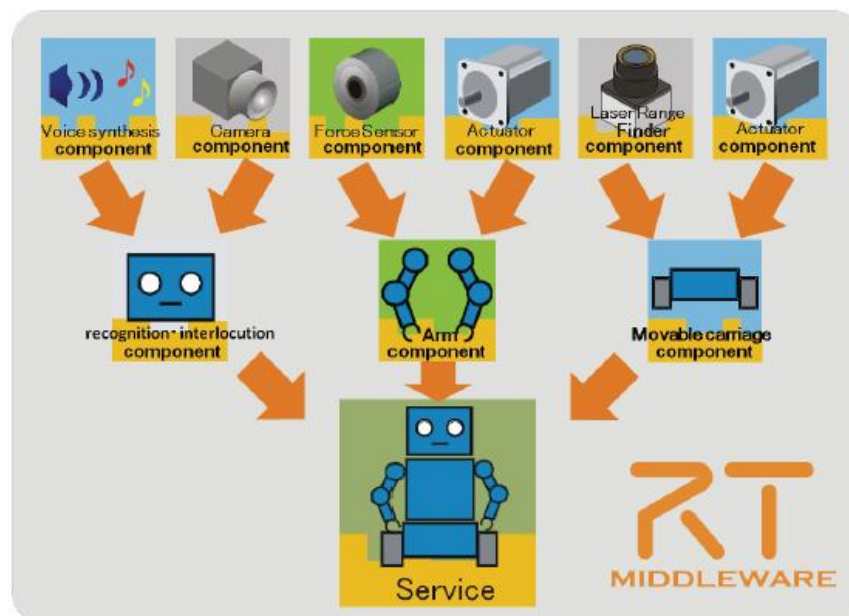 Voice synthesis
component
Camera
component
Force Sensor
component
Actuator
component
Laser Range
Finder
component
Actuator
component
recognition･interlocution
component
Arm
component
Movable carriage
component
Service
RT
MIDDLEWARE